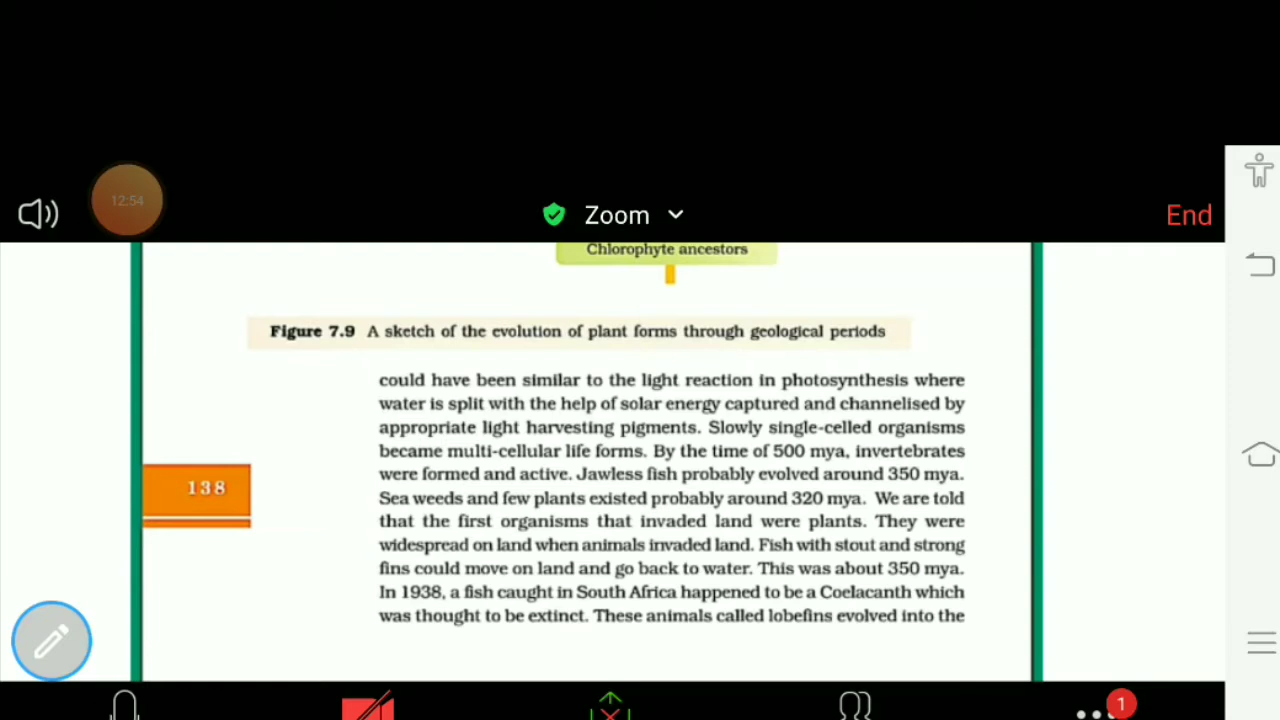 12:54
Zoom
End
Chlorophyte ancestors
Figure 7.9 A sketch of the evolution of plant forms through geological periods
could have been similar to the light reaction in photosynthesis where
water is split with the help of solar energy captured and channelised by
appropriate light harvesting pigments. Slowly single-celled organisms
became multi-cellular life forms. By the time of 500 mya, invertebrates
were formed and active. Jawless fish probably evolved around 350 mya.
Sea weeds and few plants existed probably around 320 mya. We are told
that the first organisms that invaded land were plants. They were
widespread on land when animals invaded land. Fish with stout and strong
fins could move on land and go back to water. This was about 350 mya.
In 1938, a fish caught in South Africa happened to be a Coelacanth which
was thought to be extinct. These animals called lobefins evolved into the
138
1